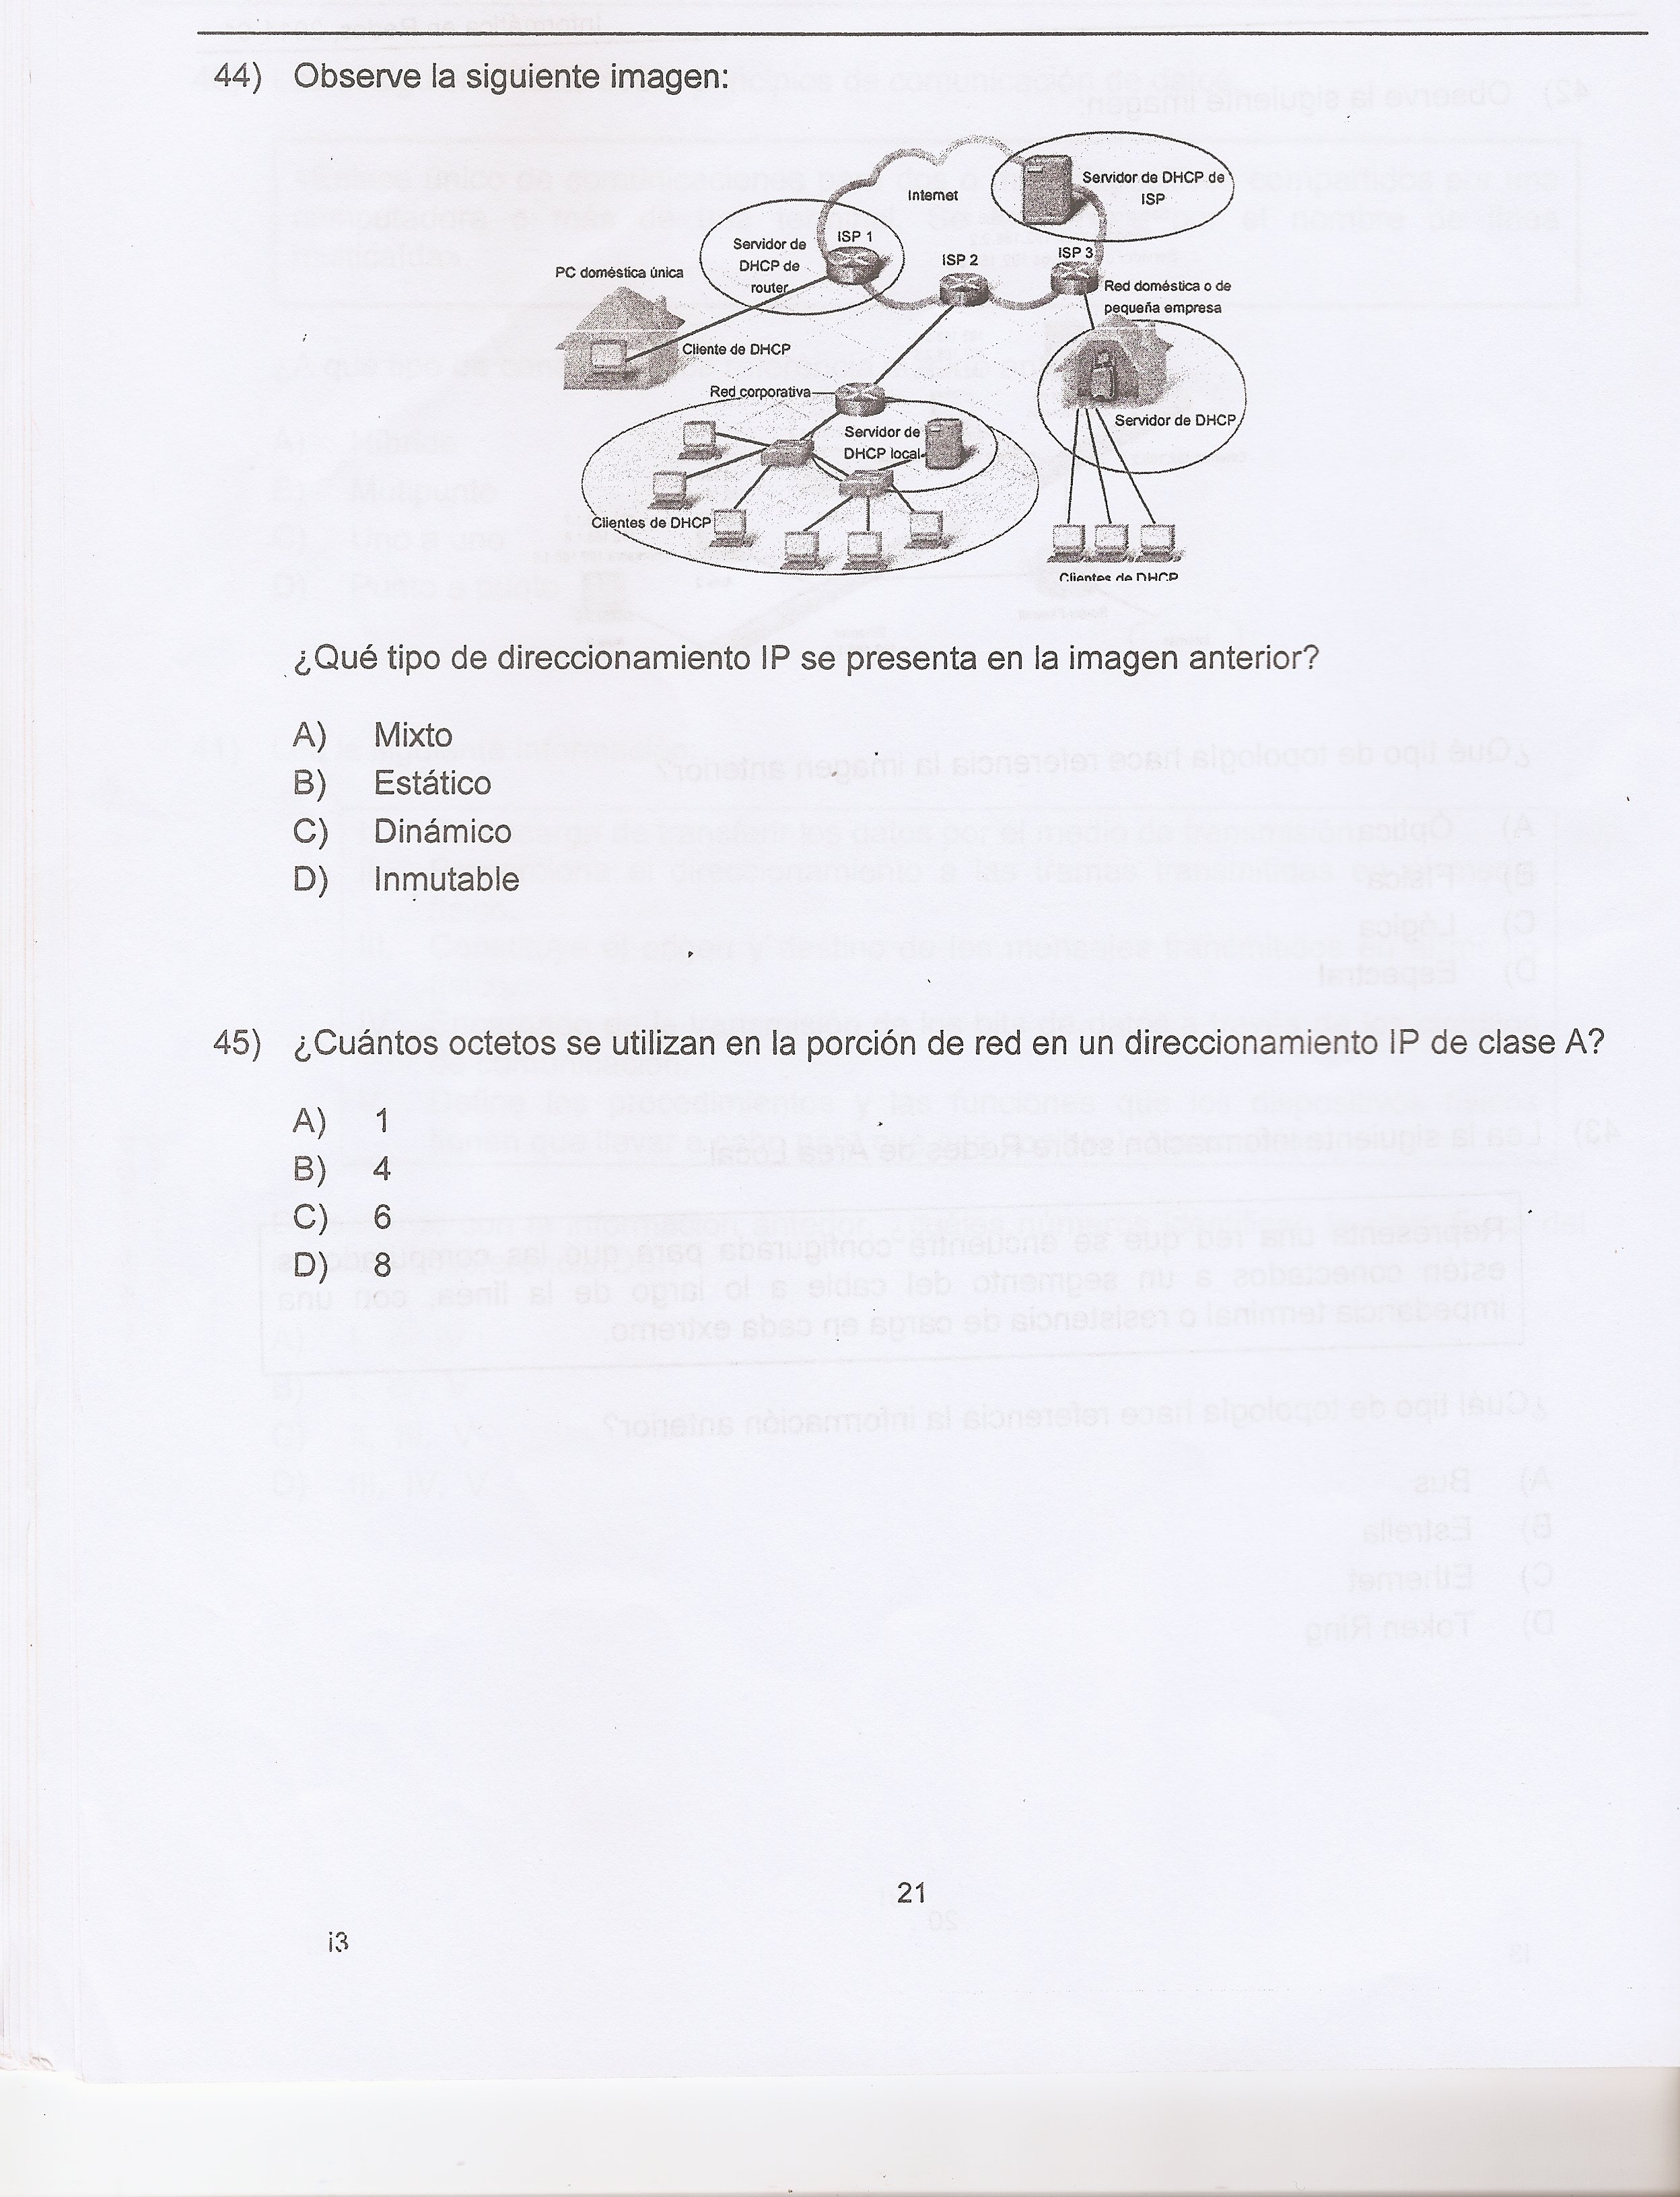 44) Observe la siguiente imagen:
Internet
Servidor de DHCP de
ISP
ISP 1
Servidor de
DHCP de
router
ISP 2
ISP 3
PC doméstica única
Red doméstica o de
pequeña empresa
Cliente de DHCP
Red corporativa
Servidor de DHCP
Servidor de
DHCP local
Clientes de DHCP
Clientes de DHCP
¿Qué tipo de direccionamiento IP se presenta en la imagen anterior?
A) Mixto
B) Estático
C) Dinámico
D) Inmutable
45) ¿Cuántos octetos se utilizan en la porción de red en un direccionamiento IP de clase A?
A) 1
B) 4
C) 6
D) 8
21
i3